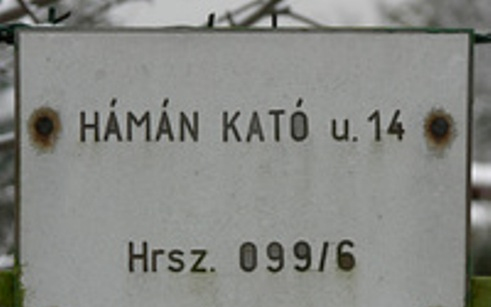 HÁMÁN KATÓ u. 14
Hrsz. 099/6